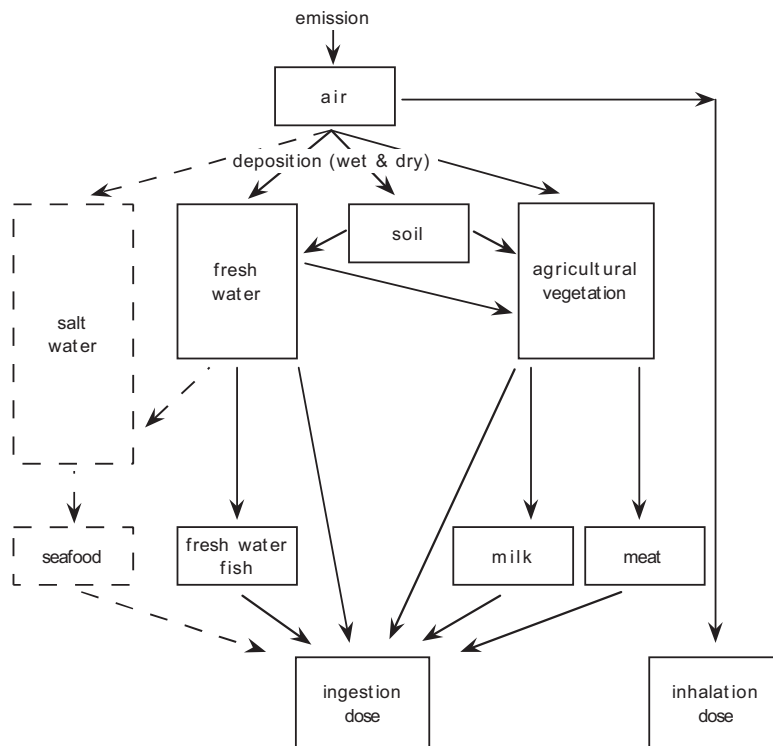 emission
air
deposition (wet & dry)
soil
fresh
water
agricultural
vegetation
salt
water
seafood
fresh water
fish
milk
meat
ingestion
dose
inhalation
dose